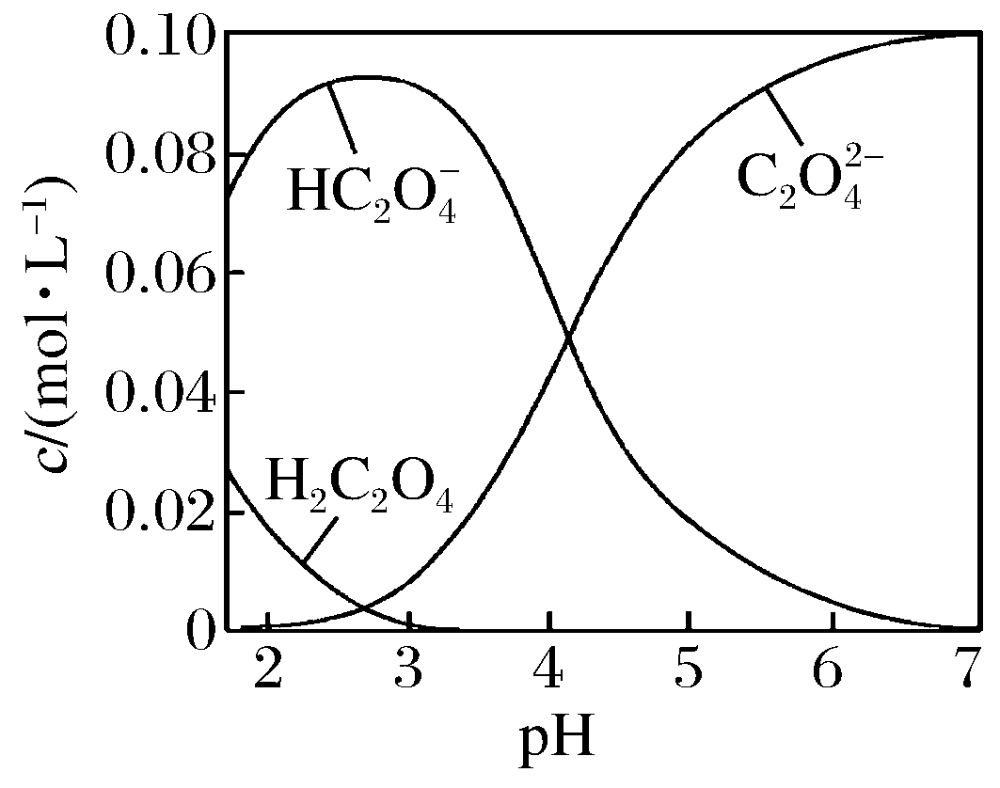 c/(mol·L⁻¹)
0.10
0.08
0.06
0.04
0.02
0
HC₂O₄⁻
C₂O₄²⁻
H₂C₂O₄
2 3 4 5 6 7
pH